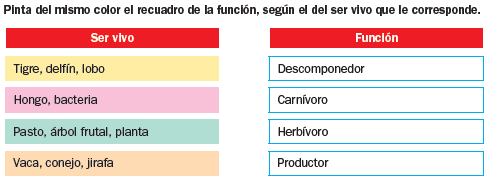 Pinta del mismo color el recuadro de la función, según el del ser vivo que le corresponde.
Ser vivo
Función
Tigre, delfín, lobo
Descomponedor
Hongo, bacteria
Carnívoro
Pasto, árbol frutal, planta
Herbívoro
Vaca, conejo, jirafa
Productor